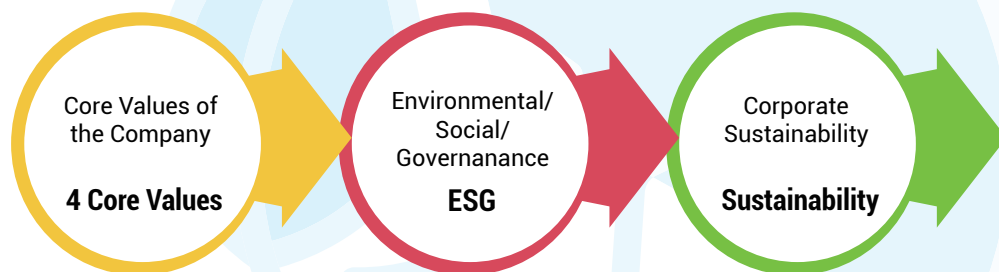 Core Values of
the Company
4 Core Values
Environmental/
Social/
Governanance
ESG
Corporate
Sustainability
Sustainability